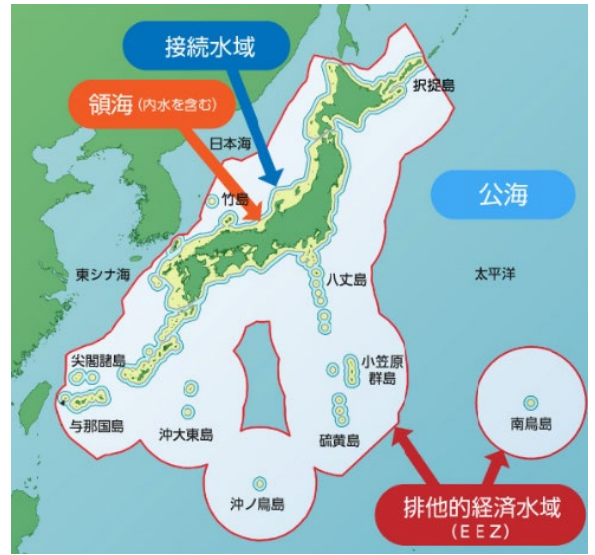 接続水域
領海(内水を含む)
択捉島
日本海
竹島
公海
東シナ海
八丈島
太平洋
尖閣諸島
小笠原
群島
与那国島
沖大東島
硫黄島
南鳥島
沖ノ鳥島
排他的経済水域
(EEZ)